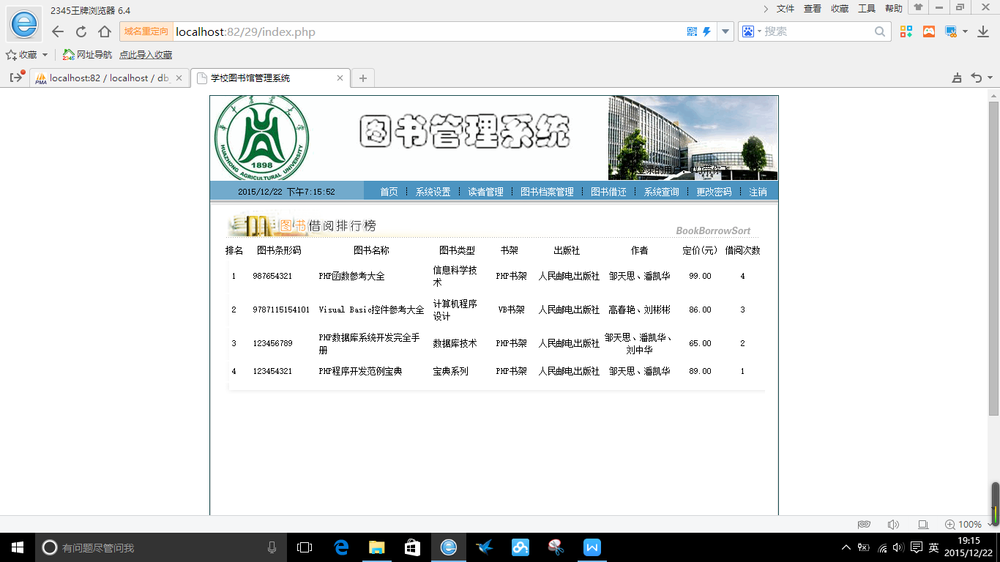 2345王牌浏览器 6.4
文件 查看 收藏 工具 帮助
域名重定向 localhost:82/29/index.php
搜索
收藏 网址导航 点此导入收藏
localhost:82 / localhost / db_
学校图书馆管理系统
华中农业大学
1898
HUAZHONG AGRICULTURAL UNIVERSITY
图书管理系统
登录的用户:
带你飞
2015/12/22 下午7:15:52
首页 系统设置 读者管理 图书档案管理 图书借还 系统查询 更改密码 注销
图书借阅排行榜
BookBorrowSort
排名 图书条形码 图书名称 图书类型 书架 出版社 作者 定价(元) 借阅次数
1 987654321 PHP函数参考大全 信息科学技术 PHP书架 人民邮电出版社 邹天思、潘凯华 99.00 4
2 9787115154101 Visual Basic控件参考大全 计算机程序设计 VB书架 人民邮电出版社 高春艳、刘彬彬 86.00 3
3 123456789 PHP数据库系统开发完全手册 数据库技术 PHP书架 人民邮电出版社 邹天思、潘凯华、刘中华 65.00 2
4 123454321 PHP程序开发范例宝典 宝典系列 PHP书架 人民邮电出版社 邹天思、潘凯华 89.00 1
100%
有问题尽管问我
英
19:15
2015/12/22